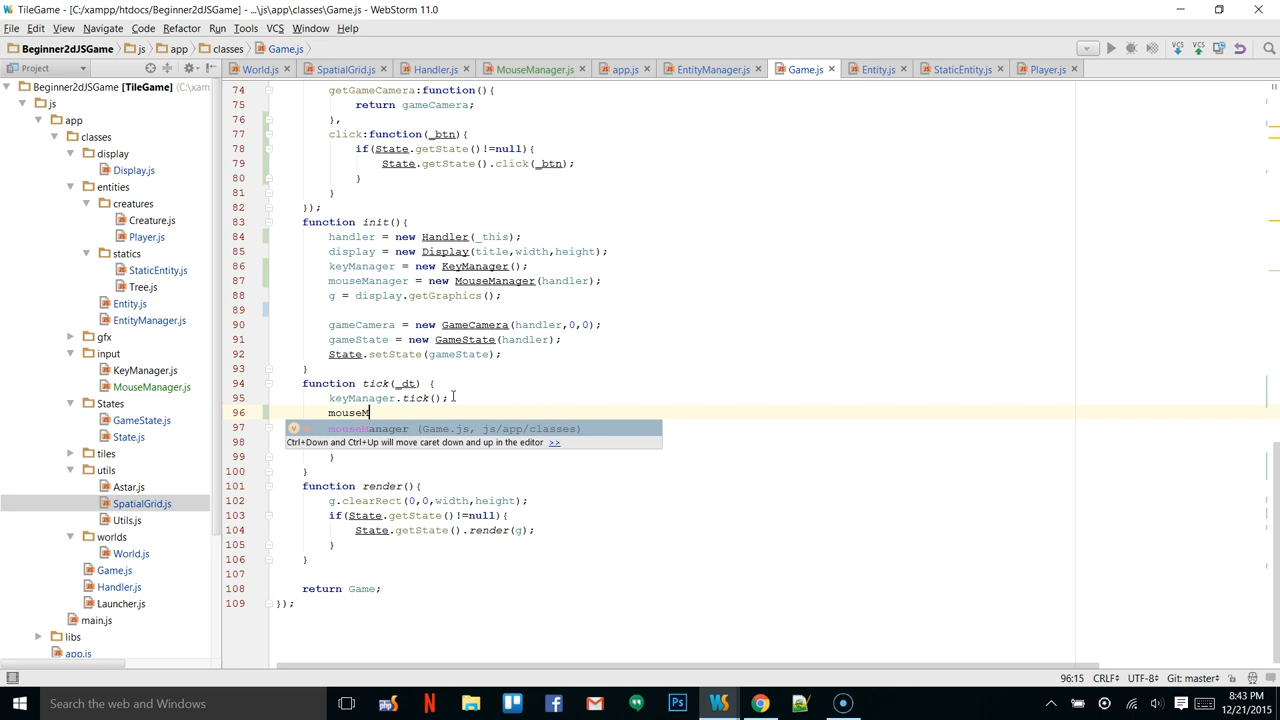 TileGame - [C:/xampp/htdocs/Beginner2dJSGame] - ...\js\app\classes\Game.js - WebStorm 11.0
File Edit View Navigate Code Refactor Run Tools VCS Window Help
Beginner2dJSGame js app classes Game.js
Project
World.js SpatialGrid.js Handler.js MouseManager.js app.js EntityManager.js Game.js Entity.js StaticEntity.js Player.js
Beginner2dJSGame [TileGame] (C:\xam
js
app
classes
display
Display.js
entities
creatures
Creature.js
Player.js
statics
StaticEntity.js
Tree.js
Entity.js
EntityManager.js
gfx
input
KeyManager.js
MouseManager.js
States
GameState.js
State.js
tiles
utils
Astar.js
SpatialGrid.js
Utils.js
worlds
World.js
Game.js
Handler.js
Launcher.js
main.js
libs
app.js
74 getGameCamera:function(){
75 return gameCamera;
76 },
77 click:function(_btn){
78 if(State.getState()!=null){
79 State.getState().click(_btn);
80 }
81 }
82 });
83 function init(){
84 handler = new Handler(_this);
85 display = new Display(title,width,height);
86 keyManager = new KeyManager();
87 mouseManager = new MouseManager(handler);
88 g = display.getGraphics();
89
90 gameCamera = new GameCamera(handler,0,0);
91 gameState = new GameState(handler);
92 State.setState(gameState);
93 }
94 function tick(_dt) {
95 keyManager.tick();
96 mouseM
97 mouseManager (Game.js, js/app/classes)
98 Ctrl+Down and Ctrl+Up will move caret down and up in the editor >>
99 }
100 }
101 function render(){
102 g.clearRect(0,0,width,height);
103 if(State.getState()!=null){
104 State.getState().render(g);
105 }
106 }
107
108 return Game;
109 });
96:15 CRLF UTF-8 Git: master
Search the web and Windows
8:43 PM
12/21/2015